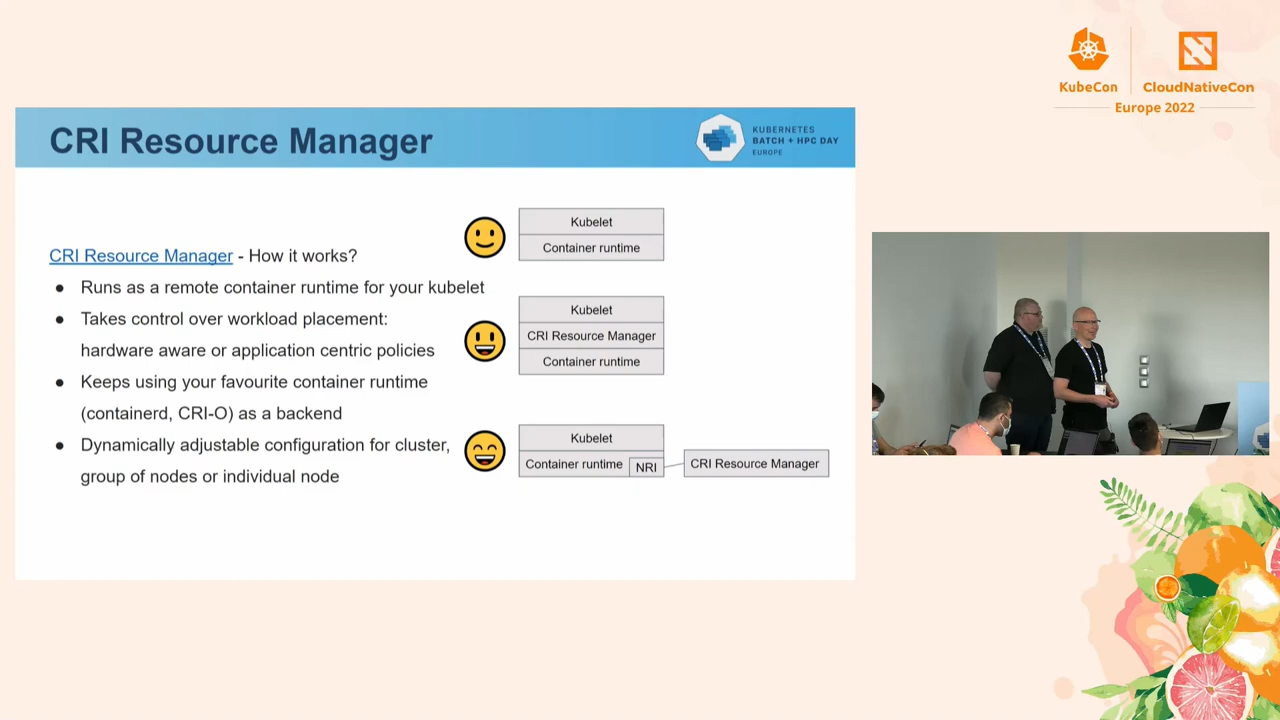 KubeCon
CloudNativeCon
Europe 2022
CRI Resource Manager
KUBERNETES
BATCH + HPC DAY
EUROPE
CRI Resource Manager - How it works?
● Runs as a remote container runtime for your kubelet
● Takes control over workload placement:
hardware aware or application centric policies
● Keeps using your favourite container runtime
(containerd, CRI-O) as a backend
● Dynamically adjustable configuration for cluster,
group of nodes or individual node
Kubelet
Container runtime
Kubelet
CRI Resource Manager
Container runtime
Kubelet
Container runtime
NRI
CRI Resource Manager